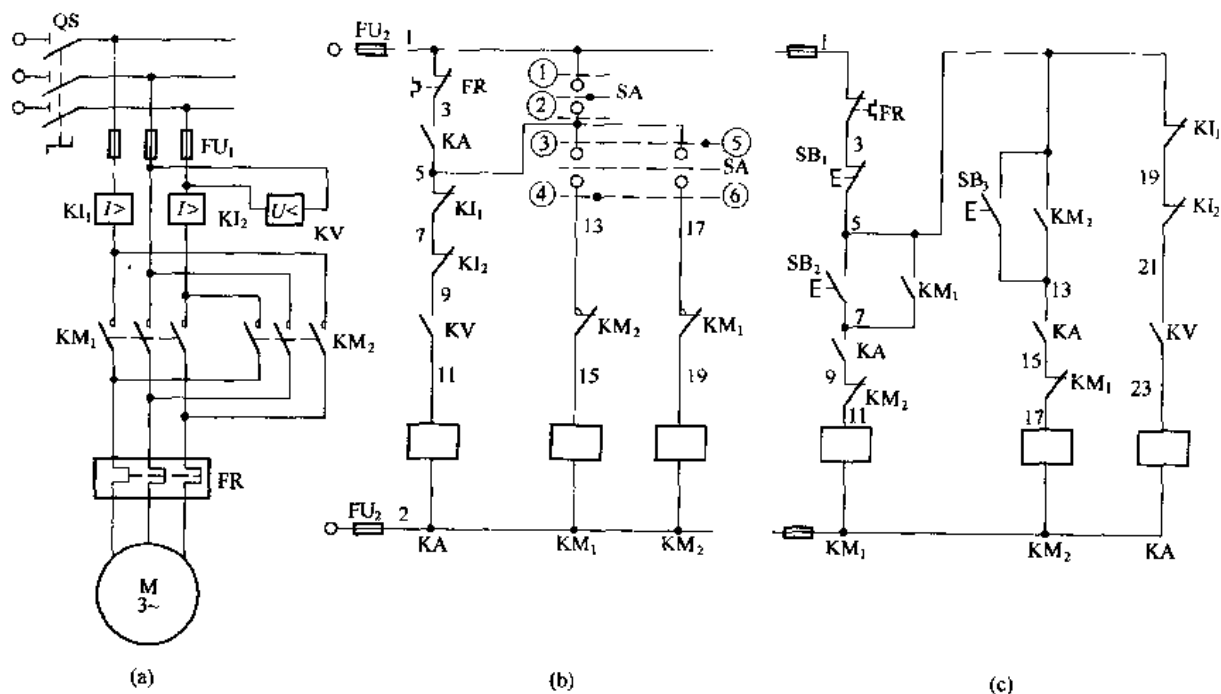 QS
FU₁
KI₁
I>
I>
KI₂
U<
KV
KM₁
KM₂
FR
M
3~
(a)
FU₂
1
FR
3
KA
5
KI₁
7
KI₂
9
KV
11
①
②
SA
③
⑤
SA
④
⑥
13
17
KM₂
KM₁
15
19
FU₂
2
KA
KM₁
KM₂
(b)
1
FR
3
SB₁
5
SB₂
KM₁
7
KA
9
KM₂
11
SB₃
KM₂
13
KA
15
KM₁
17
KI₁
19
KI₂
21
KV
23
KM₁
KM₂
KA
(c)